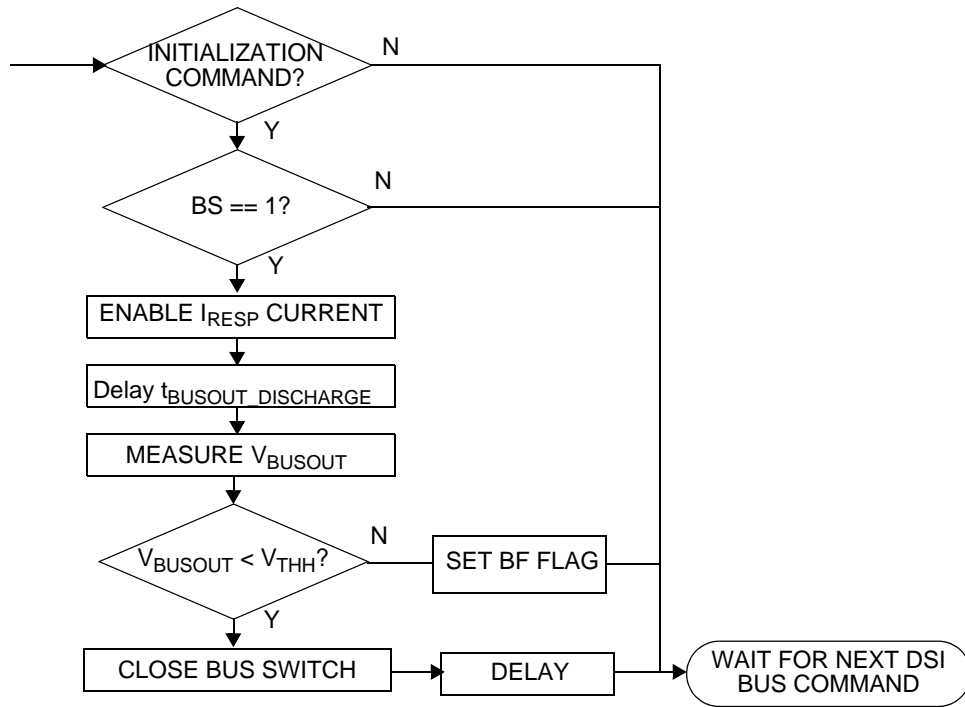 INITIALIZATION
COMMAND?
N
Y
BS == 1?
N
Y
ENABLE IRESP CURRENT
Delay tBUSOUT_DISCHARGE
MEASURE VBUSOUT
VBUSOUT < VTHH?
N
SET BF FLAG
Y
CLOSE BUS SWITCH
DELAY
WAIT FOR NEXT DSI
BUS COMMAND